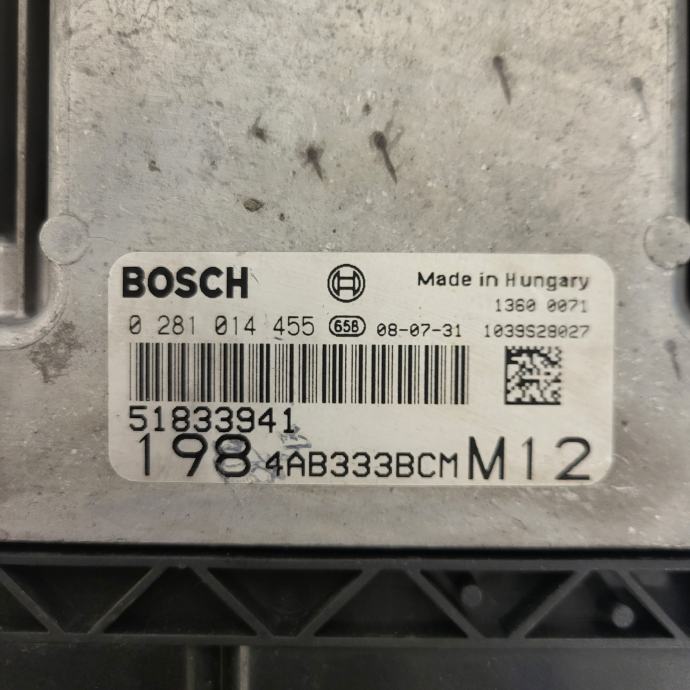 BOSCH Made in Hungary
1360 0071
0 281 014 455 658 08-07-31 1039S28027
51833941
198 4AB333BCM M12